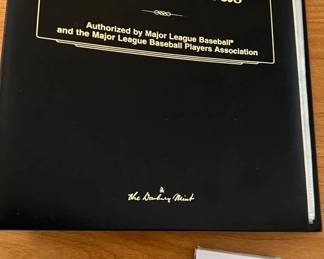 Authorized by Major League Baseball®
and the Major League Baseball Players Association
the Danbury Mint